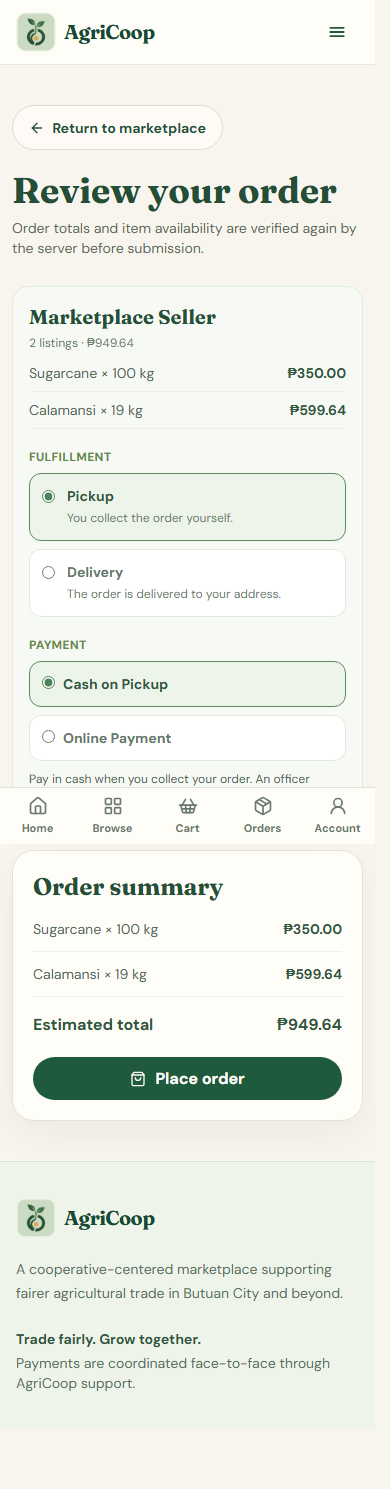 AgriCoop
Return to marketplace
Review your order
Order totals and item availability are verified again by
the server before submission.
Marketplace Seller
2 listings · ₱949.64
Sugarcane × 100 kg ₱350.00
Calamansi × 19 kg ₱599.64
FULFILLMENT
Pickup
You collect the order yourself.
Delivery
The order is delivered to your address.
PAYMENT
Cash on Pickup
Online Payment
Pay in cash when you collect your order. An officer
Home Browse Cart Orders Account
Order summary
Sugarcane × 100 kg ₱350.00
Calamansi × 19 kg ₱599.64
Estimated total ₱949.64
Place order
AgriCoop
A cooperative-centered marketplace supporting
fairer agricultural trade in Butuan City and beyond.
Trade fairly. Grow together.
Payments are coordinated face-to-face through
AgriCoop support.